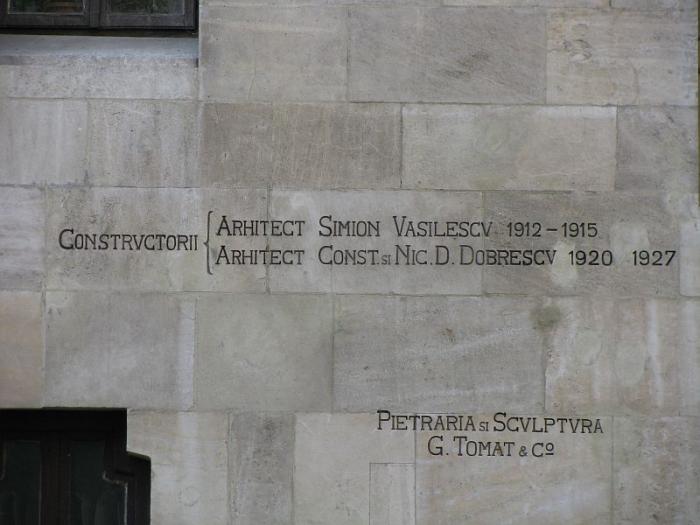 CONSTRVCTORII { ARHITECT SIMION VASILESCV 1912-1915
ARHITECT CONST. SI NIC. D. DOBRESCV 1920 1927
PIETRARIA SI SCVLPTVRA
G. TOMAT & Cº